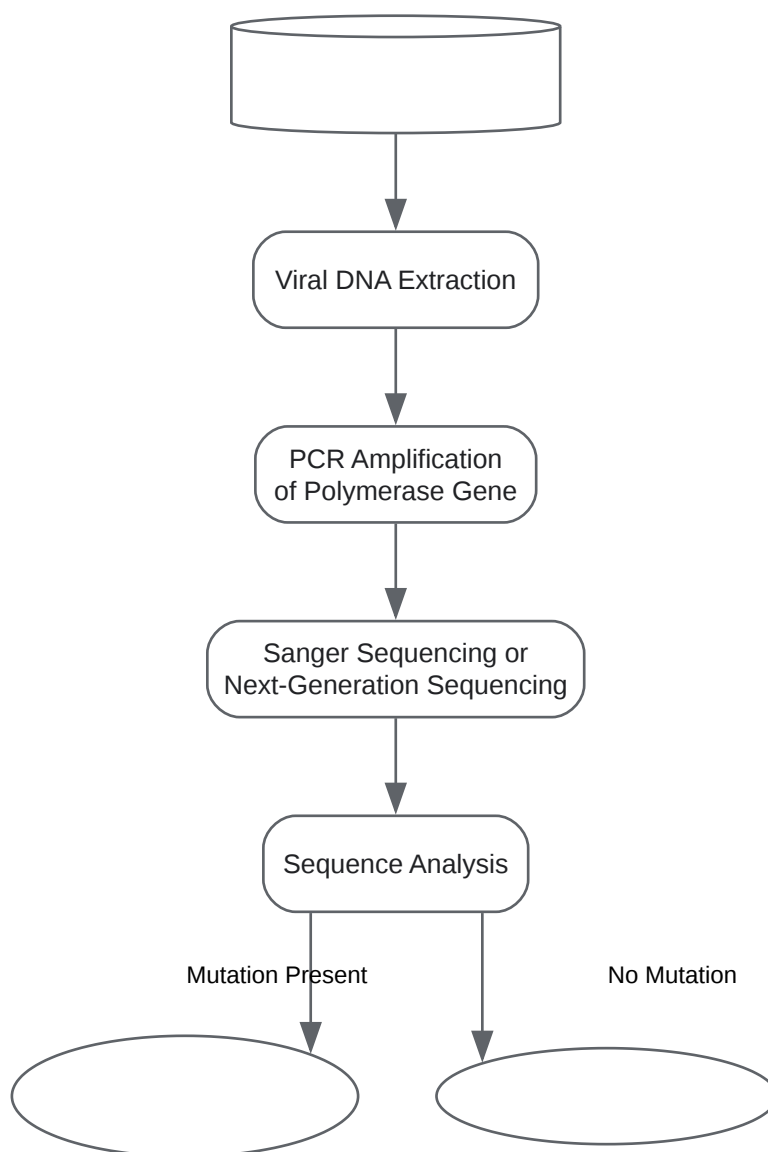 Viral DNA Extraction
PCR Amplification
of Polymerase Gene
Sanger Sequencing or
Next-Generation Sequencing
Sequence Analysis
Mutation Present
No Mutation